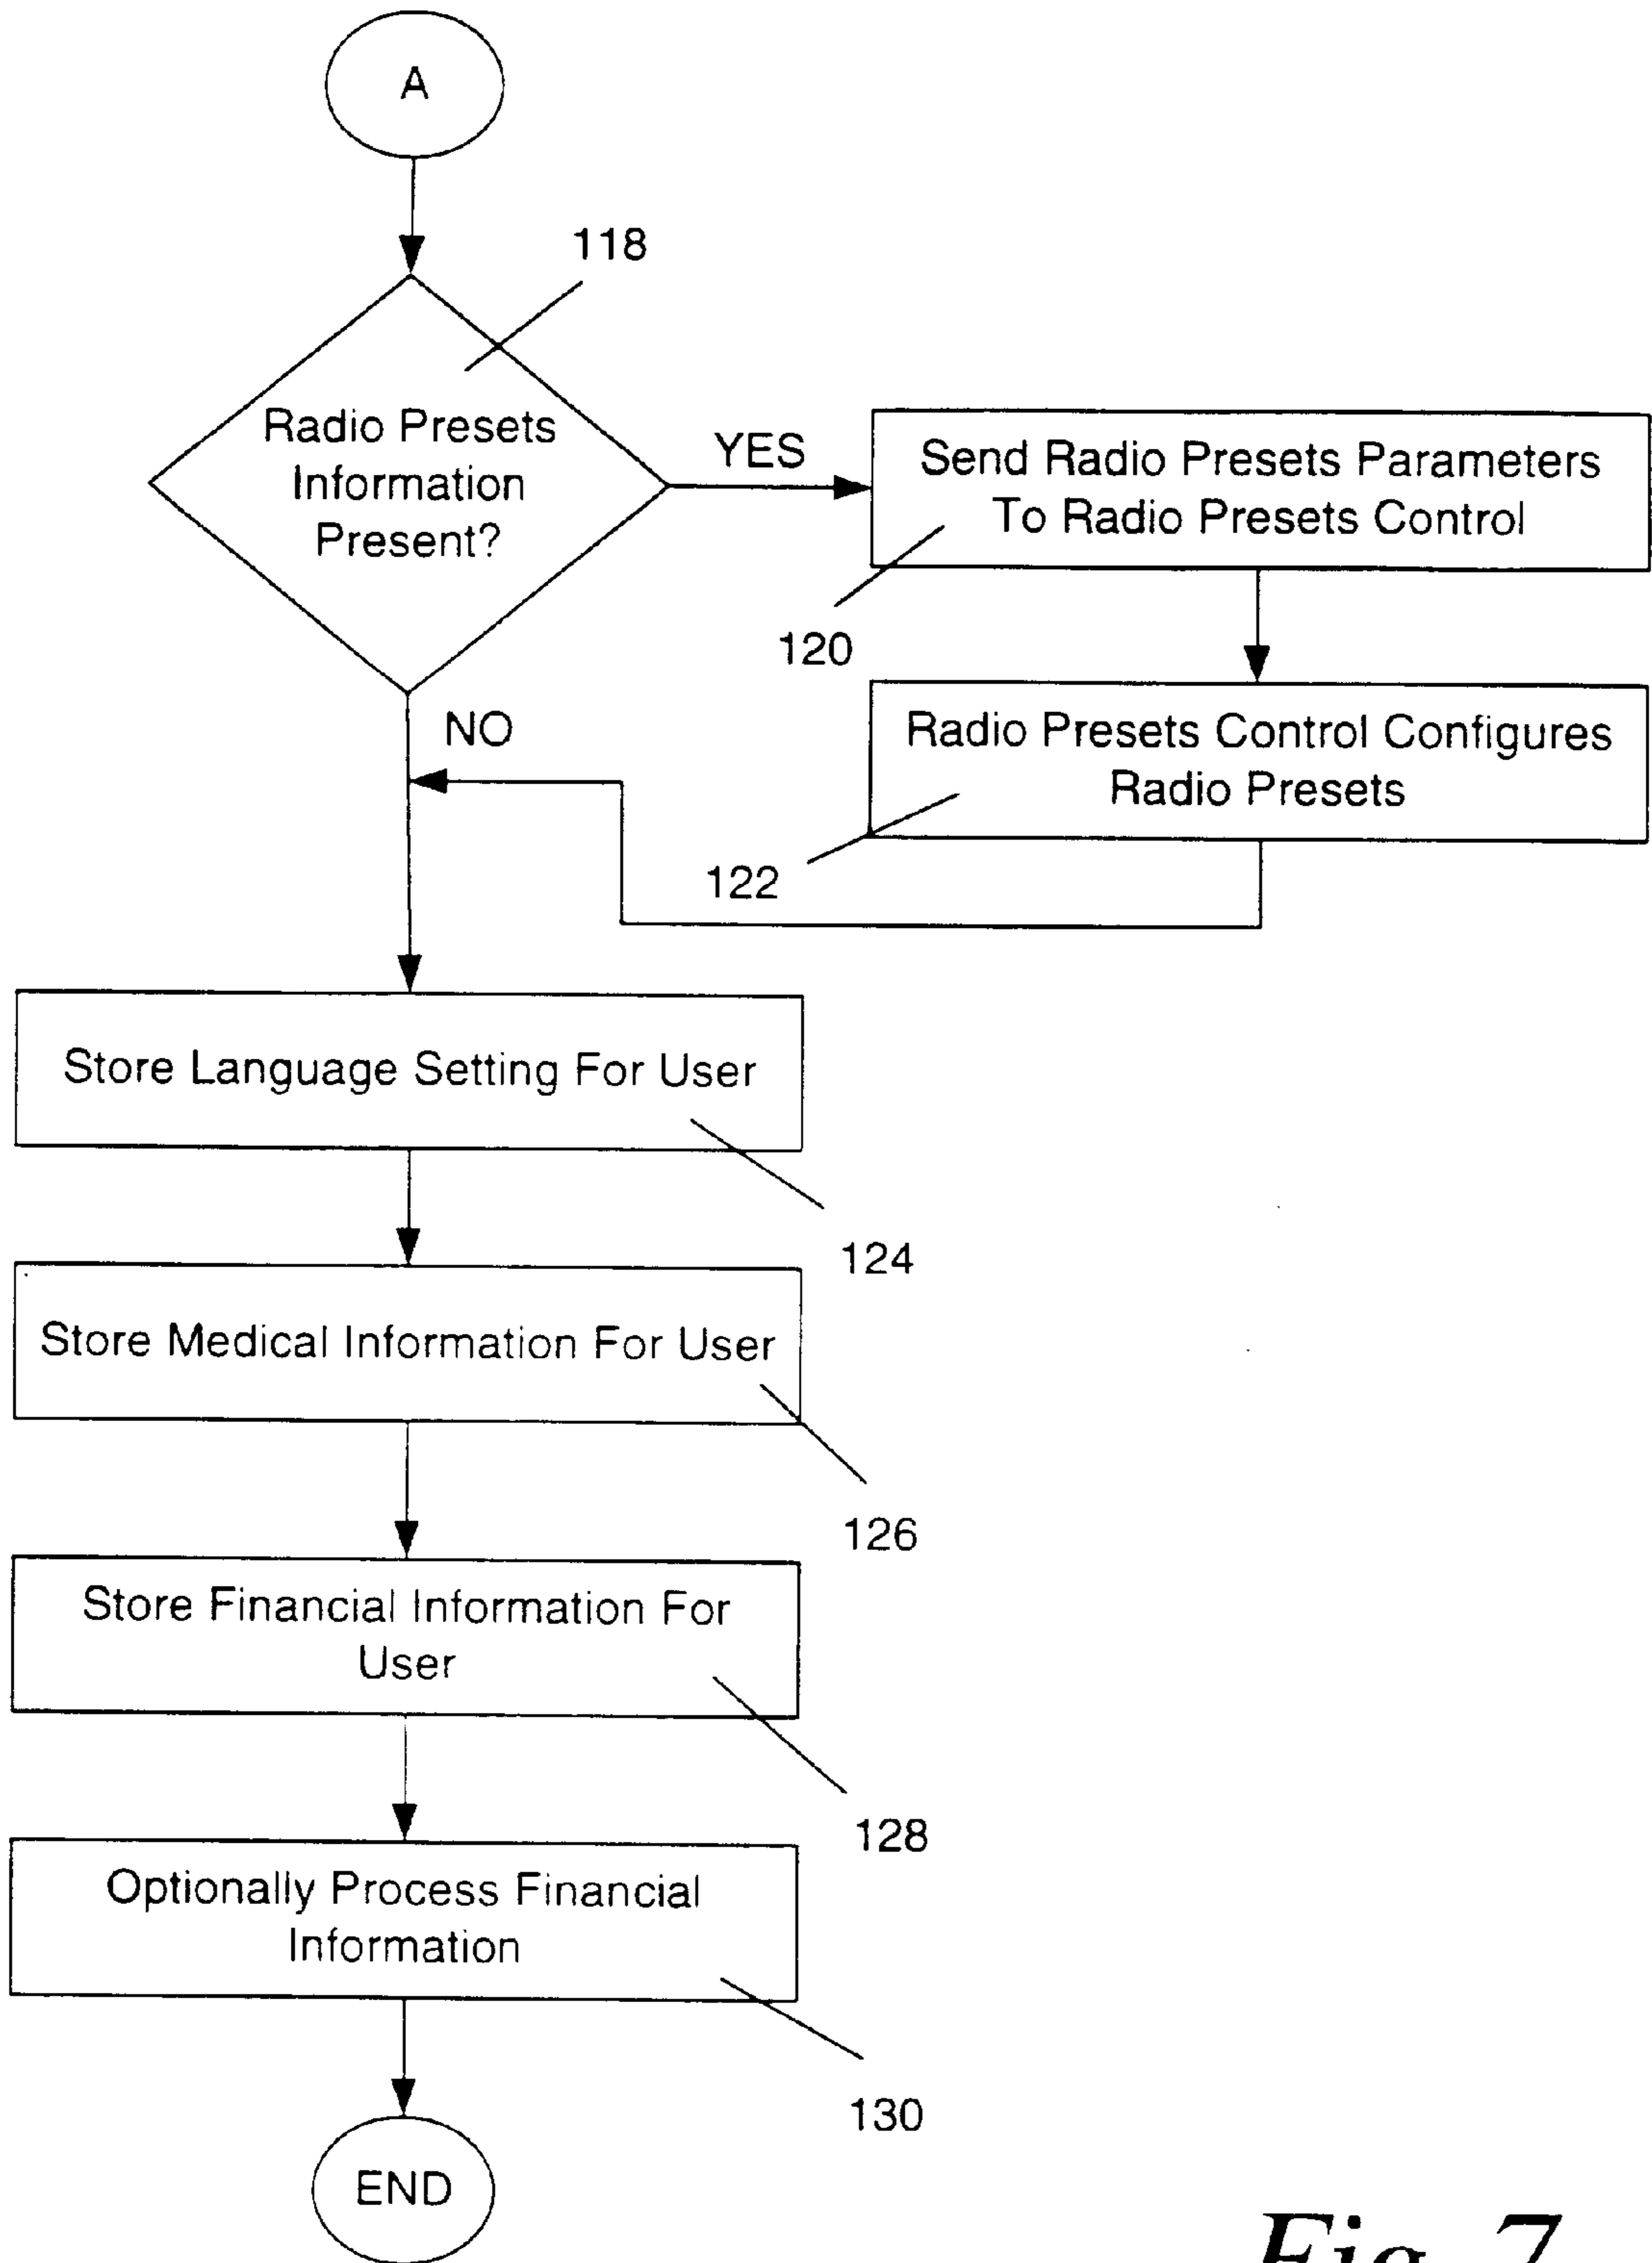 A
118
Radio Presets
Information
Present?
YES
Send Radio Presets Parameters
To Radio Presets Control
120
NO
Radio Presets Control Configures
Radio Presets
122
Store Language Setting For User
124
Store Medical Information For User
126
Store Financial Information For
User
128
Optionally Process Financial
Information
130
END
Fig. 7